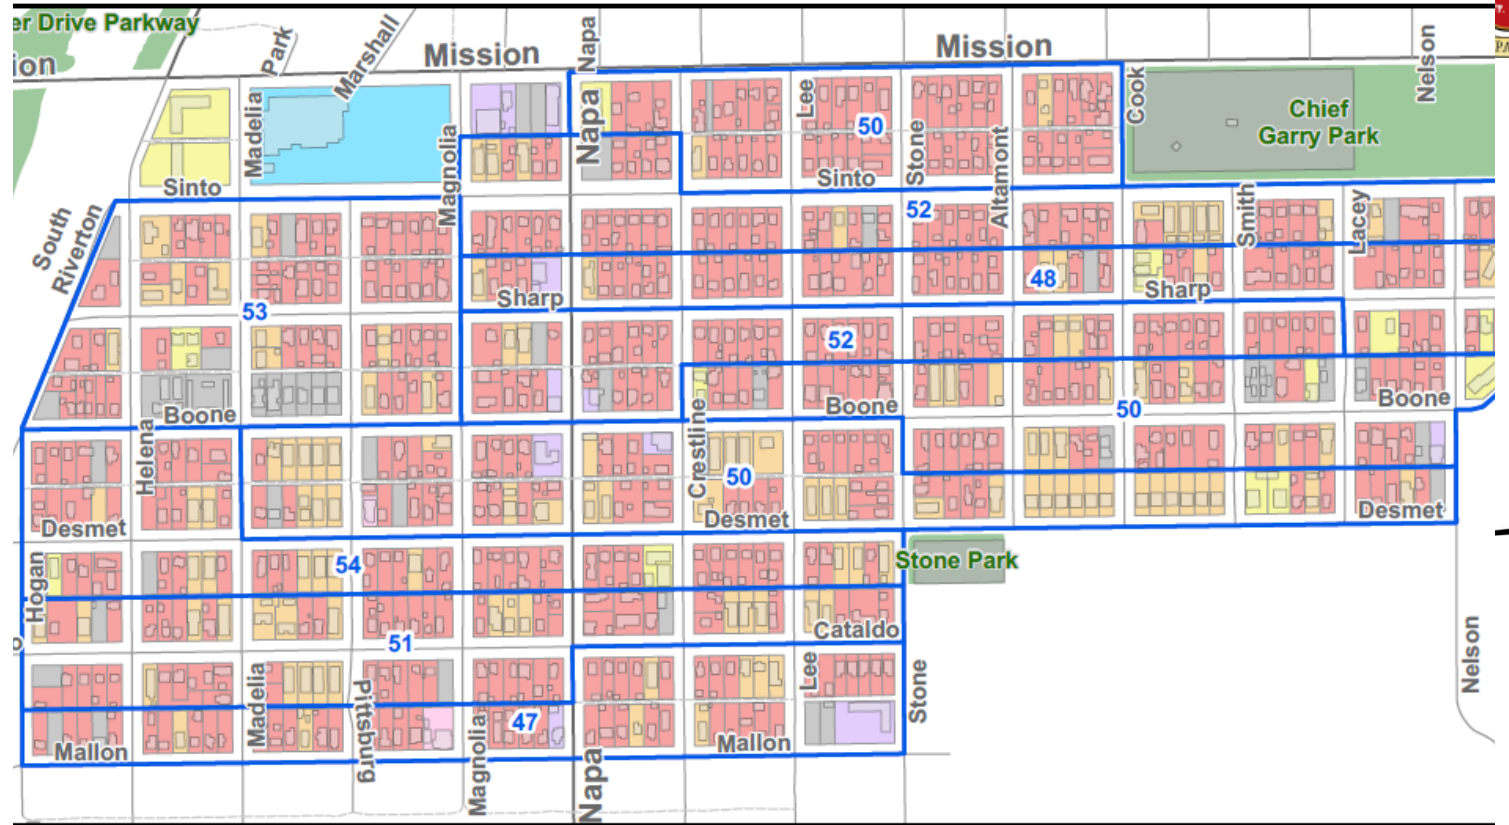 er Drive Parkway
ion
Park
Marshall
Mission
Napa
Mission
Nelson
Madelia
Magnolia
Napa
Lee
50
Stone
Altamont
Cook
Chief
Garry Park
Sinto
Sinto
South
Riverton
52
Smith
Lacey
53
Sharp
48
Sharp
52
Helena
Boone
Crestline
Boone
50
Boone
50
Desmet
Desmet
Desmet
Hogan
54
Stone Park
51
Cataldo
Madelia
Pittsburg
Magnolia
47
Lee
Stone
Nelson
Mallon
Napa
Mallon